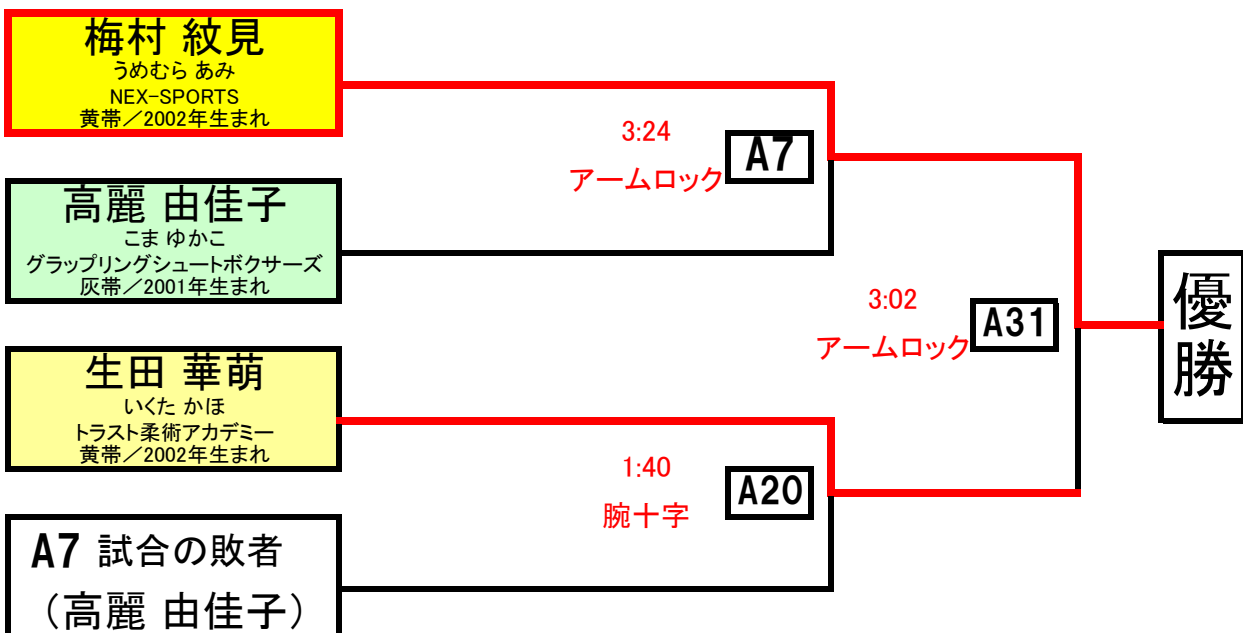 梅村 紋見
うめむら あみ
NEX-SPORTS
黄帯／2002年生まれ
3:24
アームロック
A7
高麗 由佳子
こま ゆかこ
グラップリングシュートボクサーズ
灰帯／2001年生まれ
3:02
アームロック
A31
優勝
生田 華萌
いくた かほ
トラスト柔術アカデミー
黄帯／2002年生まれ
1:40
腕十字
A20
A7 試合の敗者
（高麗 由佳子）